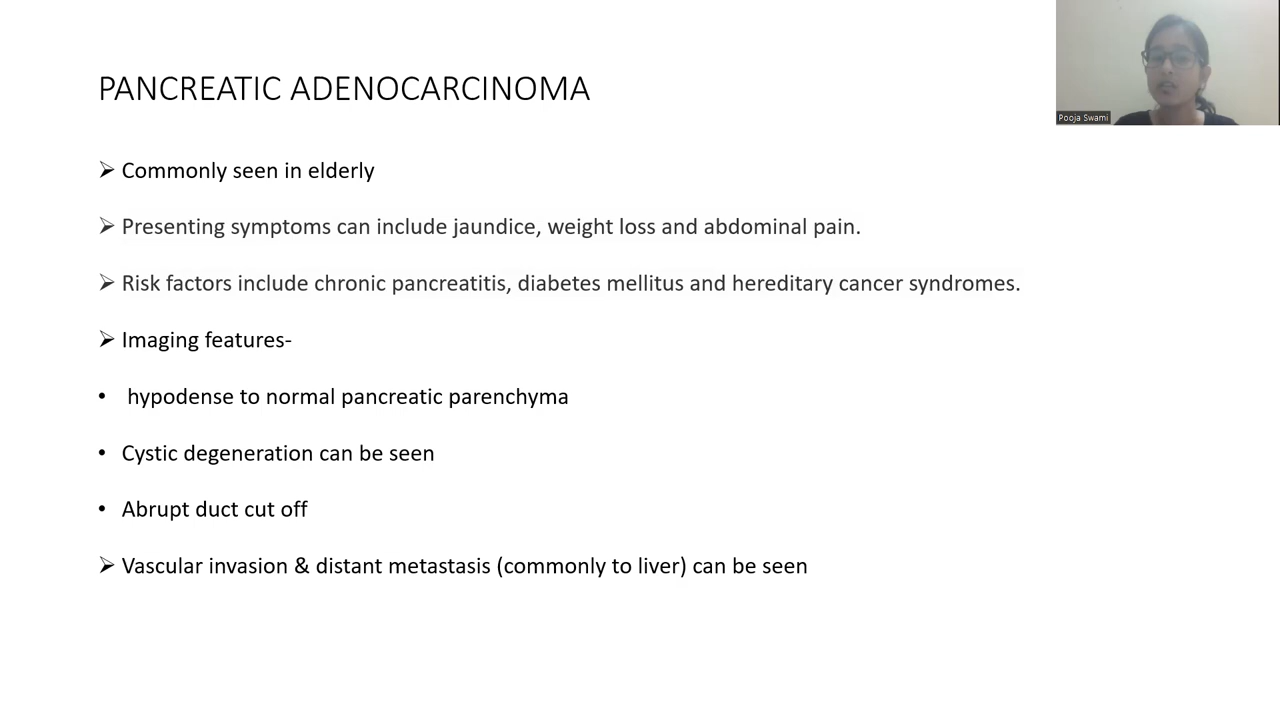 PANCREATIC ADENOCARCINOMA
Pooja Swami
➢ Commonly seen in elderly
➢ Presenting symptoms can include jaundice, weight loss and abdominal pain.
➢ Risk factors include chronic pancreatitis, diabetes mellitus and hereditary cancer syndromes.
➢ Imaging features-
• hypodense to normal pancreatic parenchyma
• Cystic degeneration can be seen
• Abrupt duct cut off
➢ Vascular invasion & distant metastasis (commonly to liver) can be seen